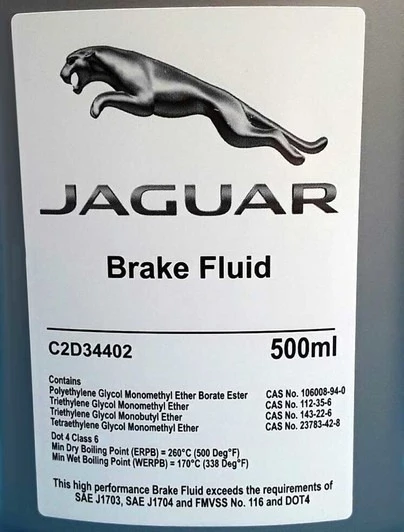 JAGUAR
Brake Fluid
C2D34402 500ml
Contains
Polyethylene Glycol Monomethyl Ether Borate Ester CAS No. 106008-94-0
Triethylene Glycol Monomethyl Ether CAS No. 112-35-6
Triethylene Glycol Monobutyl Ether CAS No. 143-22-6
Tetraethylene Glycol Monomethyl Ether CAS No. 23783-42-8
Dot 4 Class 6
Min Dry Boiling Point (ERPB) = 260°C (500 Deg°F)
Min Wet Boiling Point (WERPB) = 170°C (338 Deg°F)
This high performance Brake Fluid exceeds the requirements of
SAE J1703, SAE J1704 and FMVSS No. 116 and DOT4